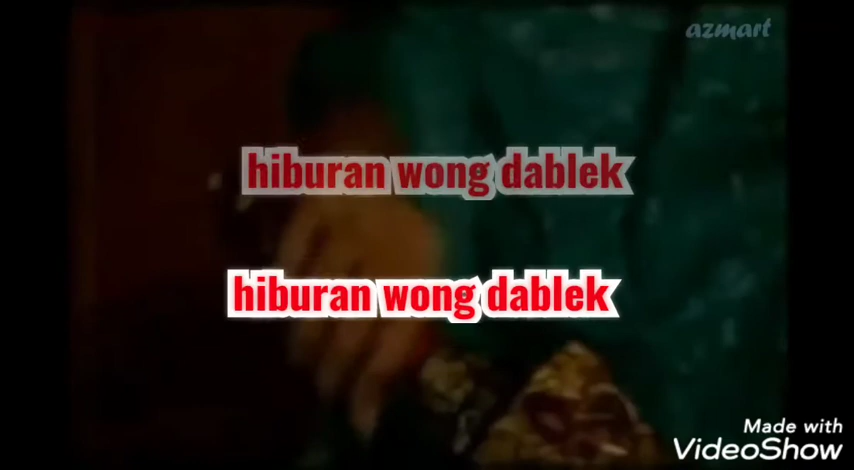 azmart
hiburan wong dablek
hiburan wong dablek
Made with
VideoShow